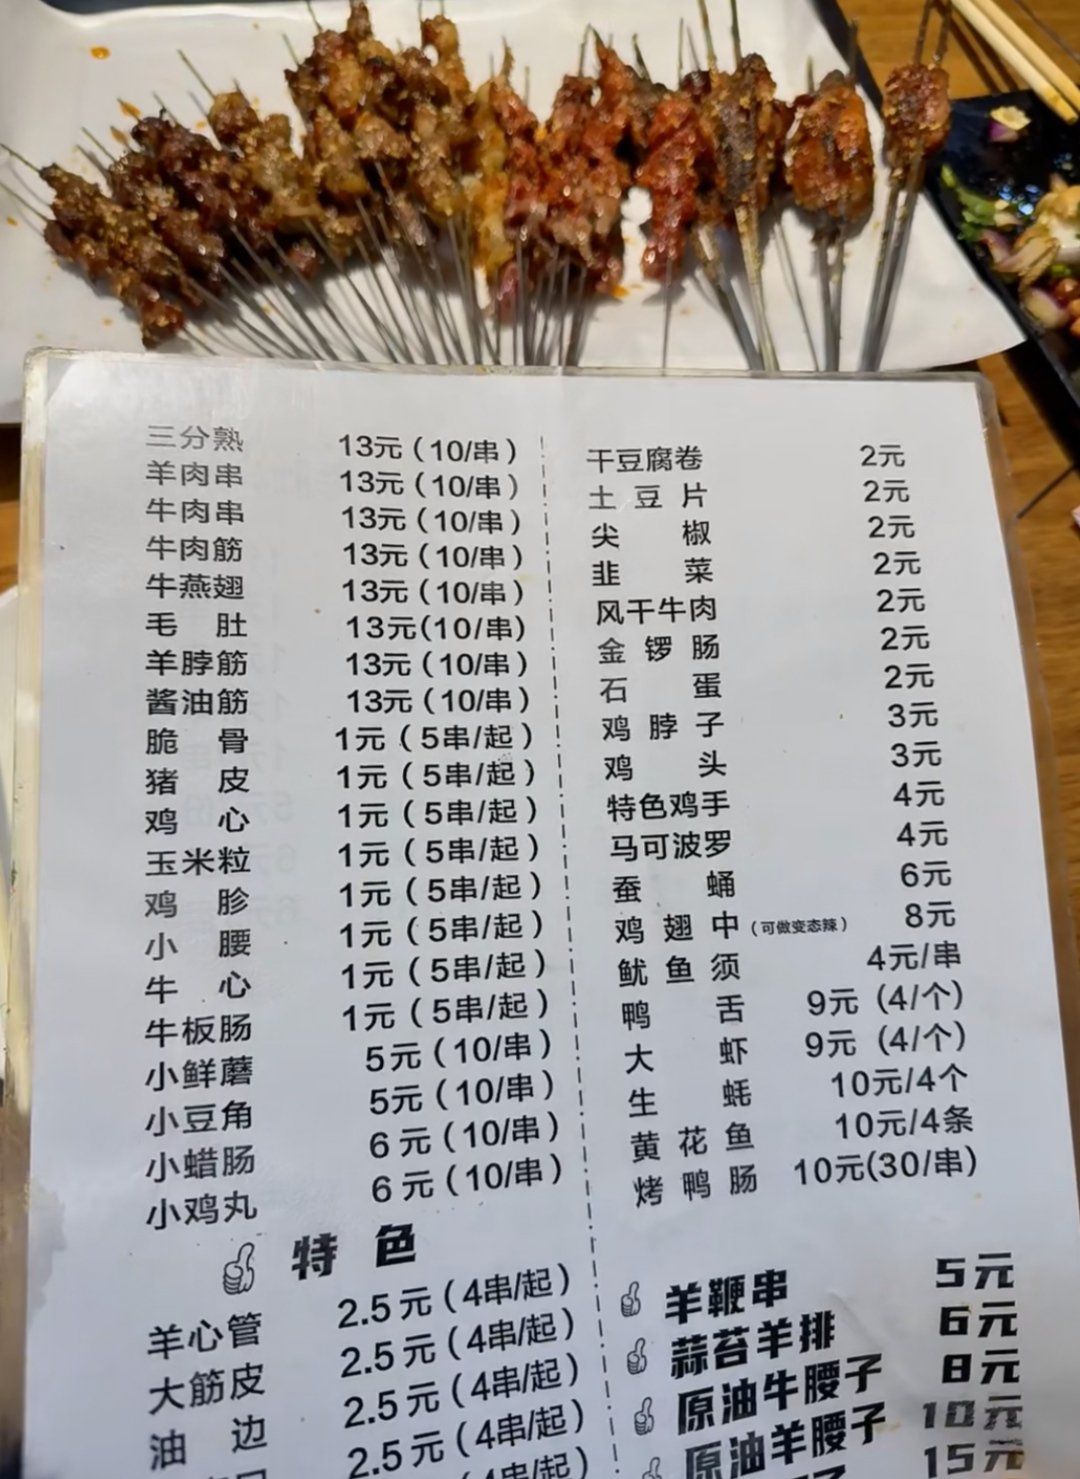 三分熟 13元（10/串）
羊肉串 13元（10/串）
牛肉串 13元（10/串）
牛肉筋 13元（10/串）
牛燕翅 13元（10/串）
毛肚 13元(10/串)
羊脖筋 13元（10/串）
酱油筋 13元（10/串）
脆骨 1元（5串/起）
猪皮 1元（5串/起）
鸡心 1元（5串/起）
玉米粒 1元（5串/起）
鸡胗 1元（5串/起）
小腰 1元（5串/起）
牛心 1元（5串/起）
牛板肠 1元（5串/起）
小鲜蘑 5元（10/串）
小豆角 5元（10/串）
小蜡肠 6元（10/串）
小鸡丸 6元（10/串）
特色
羊心管 2.5元（4串/起）
大筋皮 2.5元（4串/起）
油边 2.5元（4串/起）
2.5元（4串/起）
干豆腐卷 2元
土豆片 2元
尖椒 2元
韭菜 2元
风干牛肉 2元
金锣肠 2元
石蛋 2元
鸡脖子 3元
鸡头 3元
特色鸡手 4元
马可波罗 4元
蚕蛹 6元
鸡翅中（可做变态辣） 8元
鱿鱼须 4元/串
鸭舌 9元（4/个）
大虾 9元（4/个）
生蚝 10元/4个
黄花鱼 10元/4条
烤鸭肠 10元(30/串)
羊鞭串 5元
蒜苔羊排 6元
原油牛腰子 8元
原油羊腰子 10元
15元